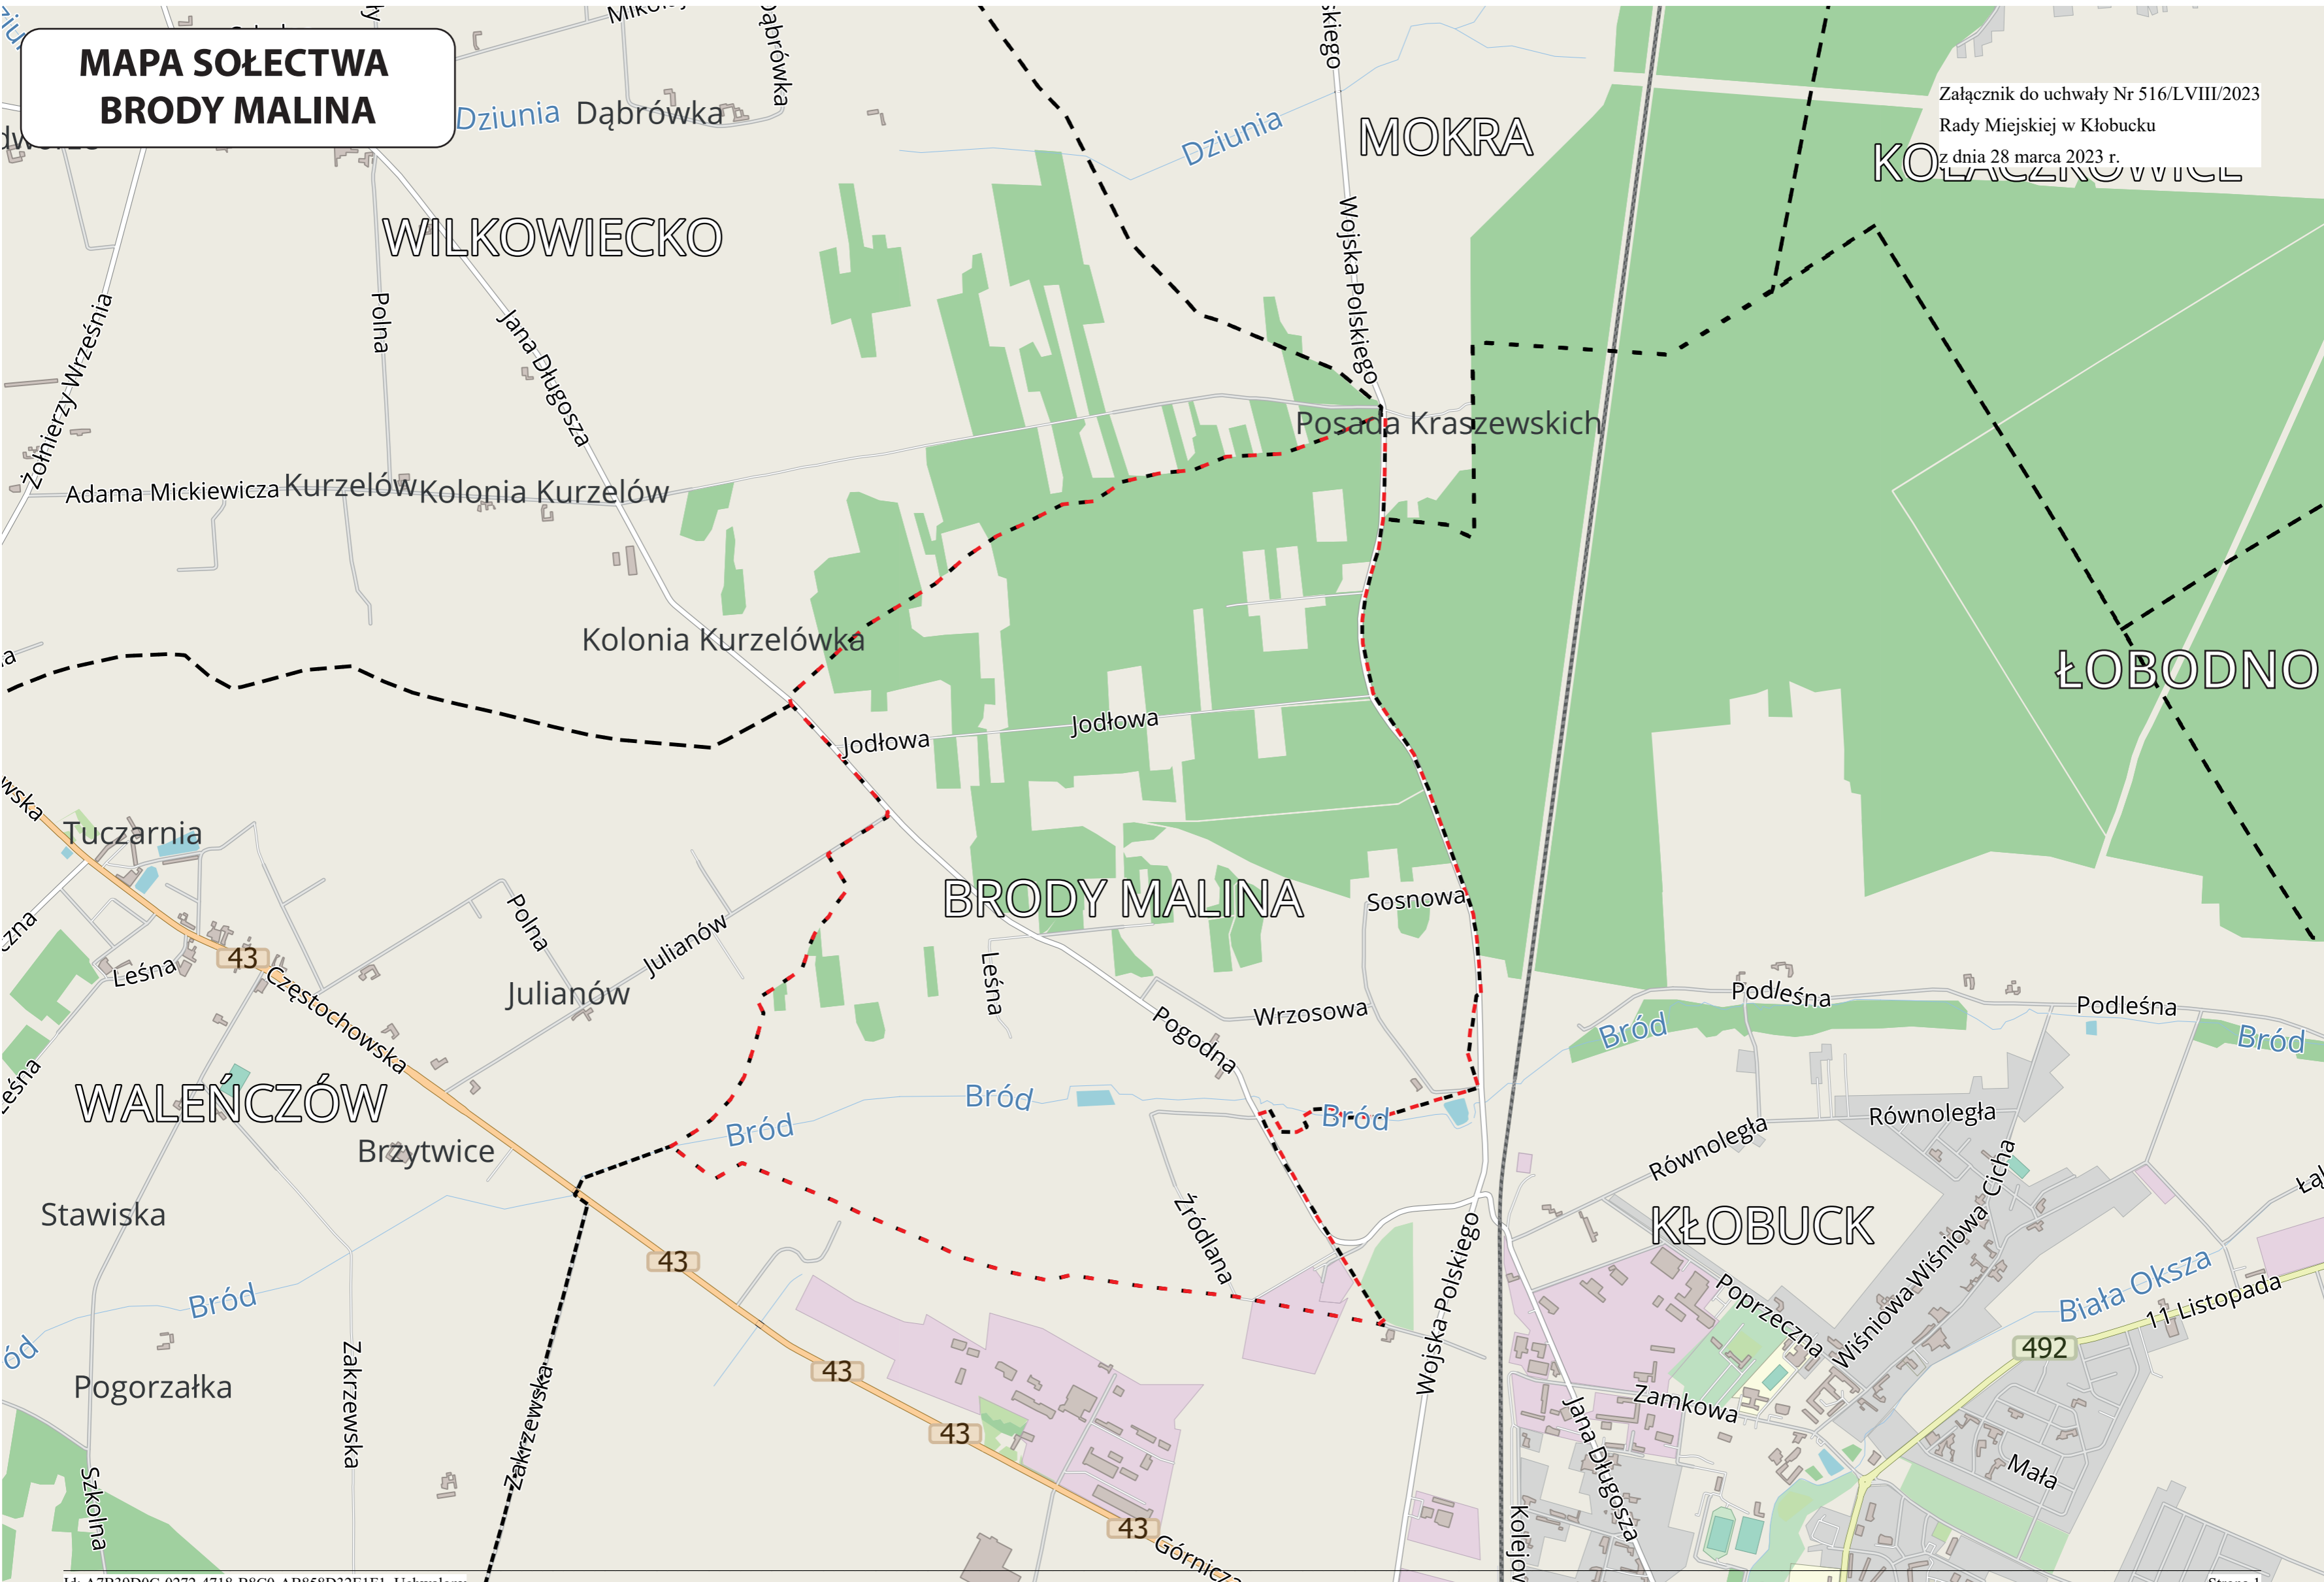 MAPA SOŁECTWA
BRODY MALINA
Załącznik do uchwały Nr 516/LVIII/2023
Rady Miejskiej w Kłobucku
z dnia 28 marca 2023 r.
Dziunia
Dąbrówka
Dąbrówka
Dziunia
MOKRA
KOŁACZKOWICE
WILKOWIECKO
Wojska Polskiego
Żołnierzy Września
Polna
Jana Długosza
Posada Kraszewskich
Adama Mickiewicza
Kurzelów
Kolonia Kurzelów
Kolonia Kurzelówka
ŁOBODNO
Jodłowa
Jodłowa
Tuczarnia
BRODY MALINA
Sosnowa
Polna
Julianów
Leśna
43
Częstochowska
Julianów
Leśna
Wrzosowa
Pogodna
Podleśna
Podleśna
Bród
Bród
WALEŃCZÓW
Leśna
Bród
Bród
Bród
Równoległa
Równoległa
Brzytwice
Cicha
Stawiska
Źródlana
KŁOBUCK
43
Wojska Polskiego
Wiśniowa
Wiśniowa
Biała Oksza
11 Listopada
Bród
Poprzeczna
492
Pogorzałka
Zakrzewska
Zakrzewska
43
Zamkowa
Jana Długosza
43
Mała
Szkolna
43
Górnicza
Strona 1